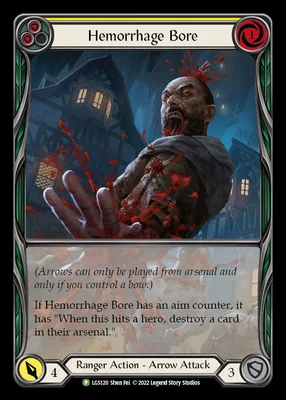 Hemorrhage Bore
(Arrows can only be played from arsenal and
only if you control a bow.)
If Hemorrhage Bore has an aim counter, it
has "When this hits a hero, destroy a card
in their arsenal."
4
Ranger Action - Arrow Attack
3
P LGS120 Shen Fei © 2022 Legend Story Studios